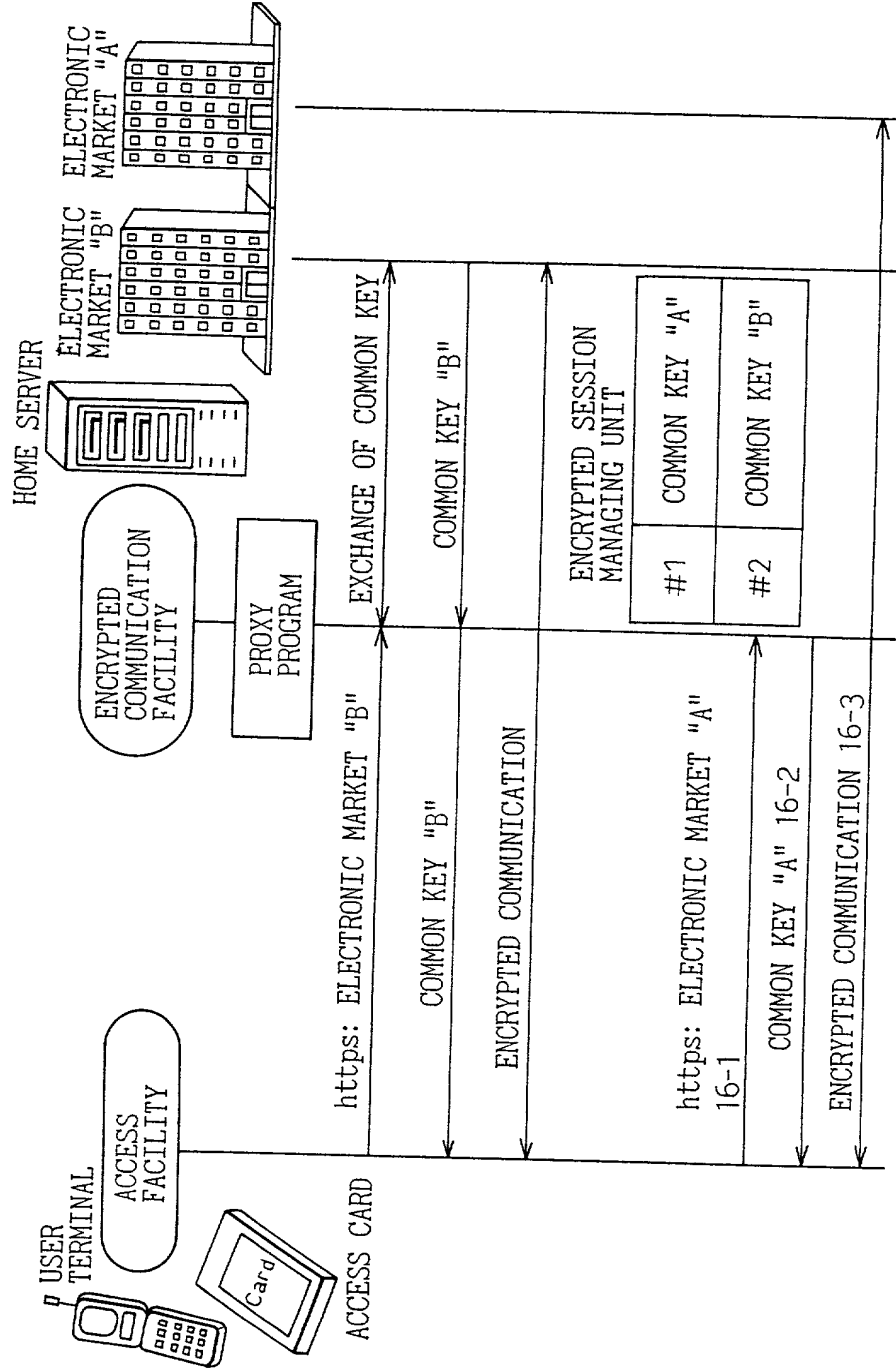 USER
TERMINAL
ACCESS
FACILITY
Card
ACCESS CARD
ENCRYPTED
COMMUNICATION
FACILITY
PROXY
PROGRAM
HOME SERVER
ELECTRONIC
MARKET "B"
ELECTRONIC
MARKET "A"
https: ELECTRONIC MARKET "B"
EXCHANGE OF COMMON KEY
COMMON KEY "B"
COMMON KEY "B"
ENCRYPTED COMMUNICATION
ENCRYPTED SESSION
MANAGING UNIT
#1 COMMON KEY "A"
#2 COMMON KEY "B"
https: ELECTRONIC MARKET "A"
16-1
COMMON KEY "A" 16-2
ENCRYPTED COMMUNICATION 16-3